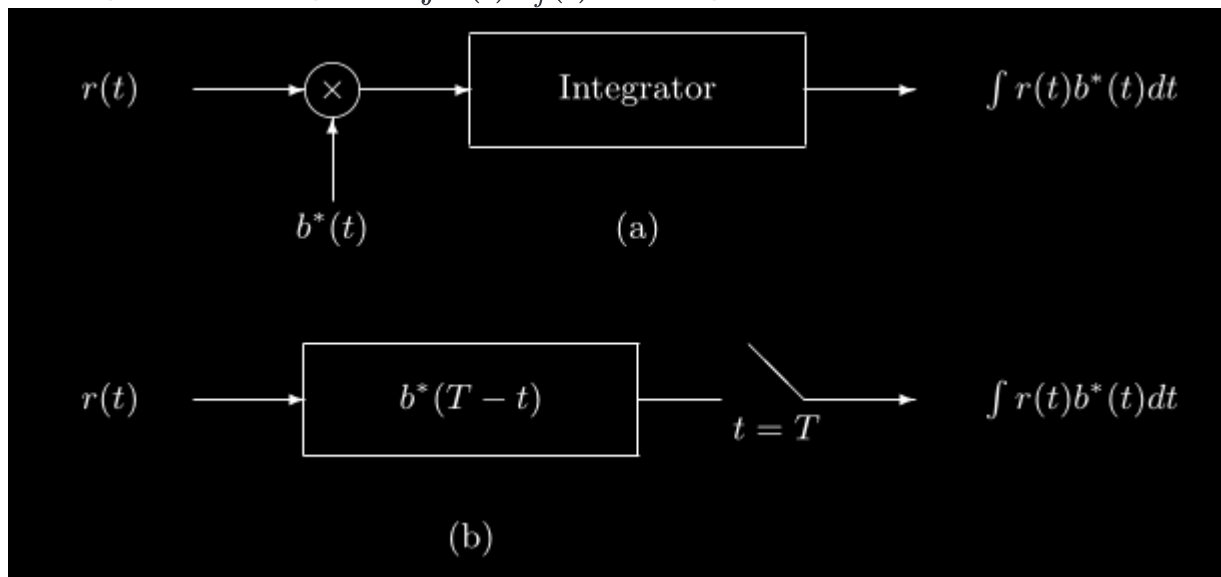 r(t) × Integrator ∫ r(t)b*(t)dt
b*(t) (a)
r(t) b*(T − t) ∫ r(t)b*(t)dt
t = T
(b)